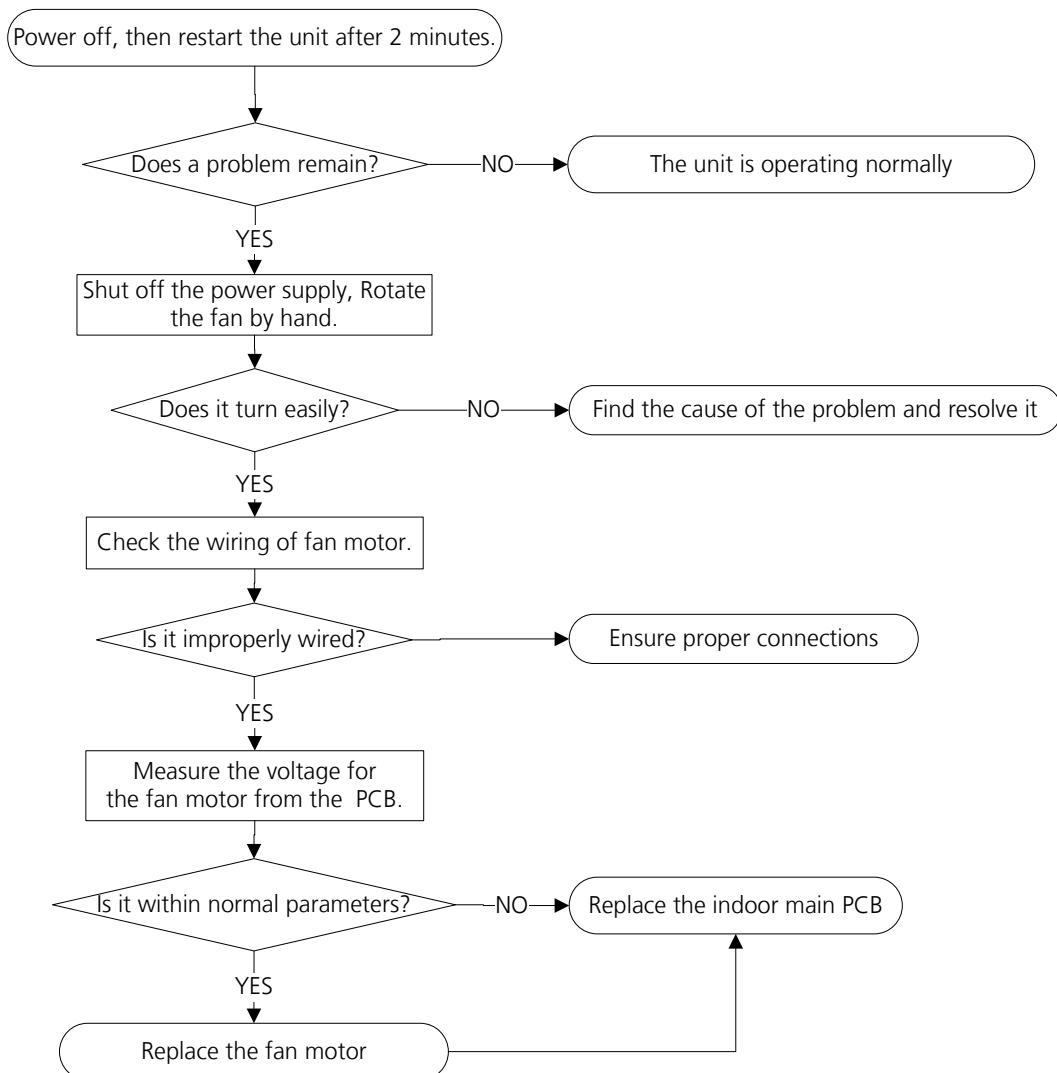 Power off, then restart the unit after 2 minutes.
Does a problem remain?
NO
The unit is operating normally
YES
Shut off the power supply, Rotate
the fan by hand.
Does it turn easily?
NO
Find the cause of the problem and resolve it
YES
Check the wiring of fan motor.
Is it improperly wired?
Ensure proper connections
YES
Measure the voltage for
the fan motor from the PCB.
Is it within normal parameters?
NO
Replace the indoor main PCB
YES
Replace the fan motor